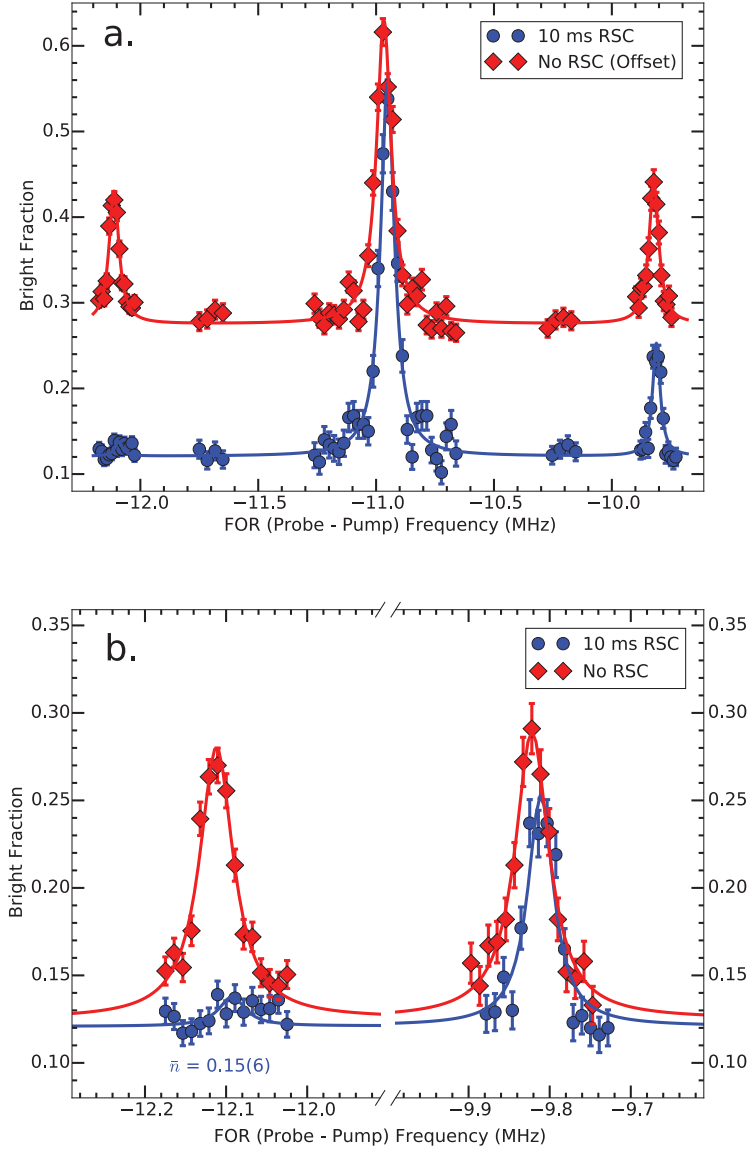 a.
10 ms RSC
No RSC (Offset)
Bright Fraction
0.6
0.5
0.4
0.3
0.2
0.1
−12.0 −11.5 −11.0 −10.5 −10.0
FOR (Probe - Pump) Frequency (MHz)
b.
10 ms RSC
No RSC
Bright Fraction
0.35 0.35
0.30 0.30
0.25 0.25
0.20 0.20
0.15 0.15
0.10 0.10
n̄ = 0.15(6)
−12.2 −12.1 −12.0 −9.9 −9.8 −9.7
FOR (Probe - Pump) Frequency (MHz)